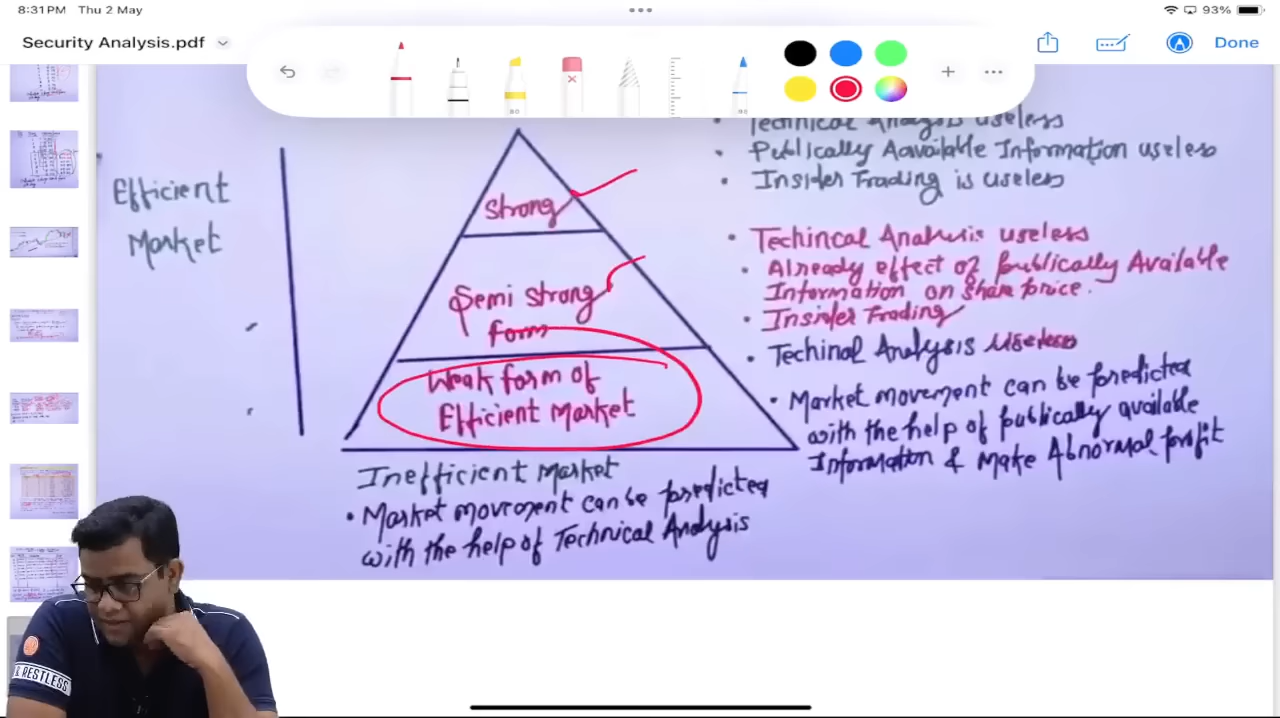 8:31PM Thu 2 May
93%
Security Analysis.pdf
Done
Technical Analysis useless
Publically Aavailable Information useless
Insider Trading is useless
Efficient
Market
Strong
Semi strong
form
Weak form of
Efficient Market
Techincal Analysis useless
Already effect of publically Available
Information on share price.
Insider Trading
Techinal Analysis useless
Market movement can be predicted
with the help of publically available
Information & Make Abnormal profit
Inefficient Market
Market movement can be predicted
with the help of Technical Analysis
RESTLESS